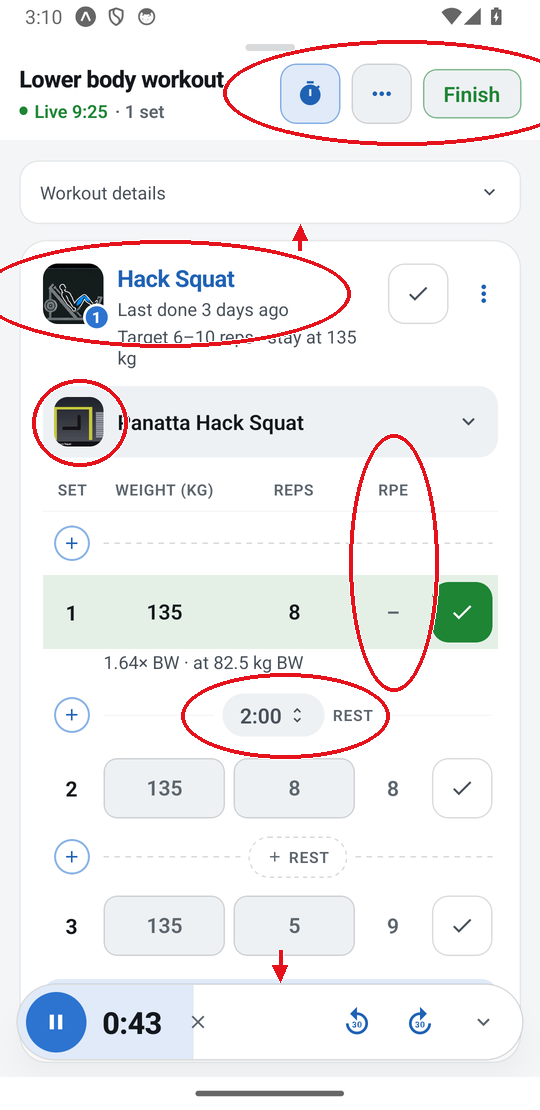 3:10
Lower body workout
Live 9:25 · 1 set
Finish
Workout details
Hack Squat
1
Last done 3 days ago
Target 6–10 reps · stay at 135
kg
Panatta Hack Squat
SET WEIGHT (KG) REPS RPE
1 135 8 –
1.64× BW · at 82.5 kg BW
2:00 REST
2 135 8 8
+ REST
3 135 5 9
0:43 30 30